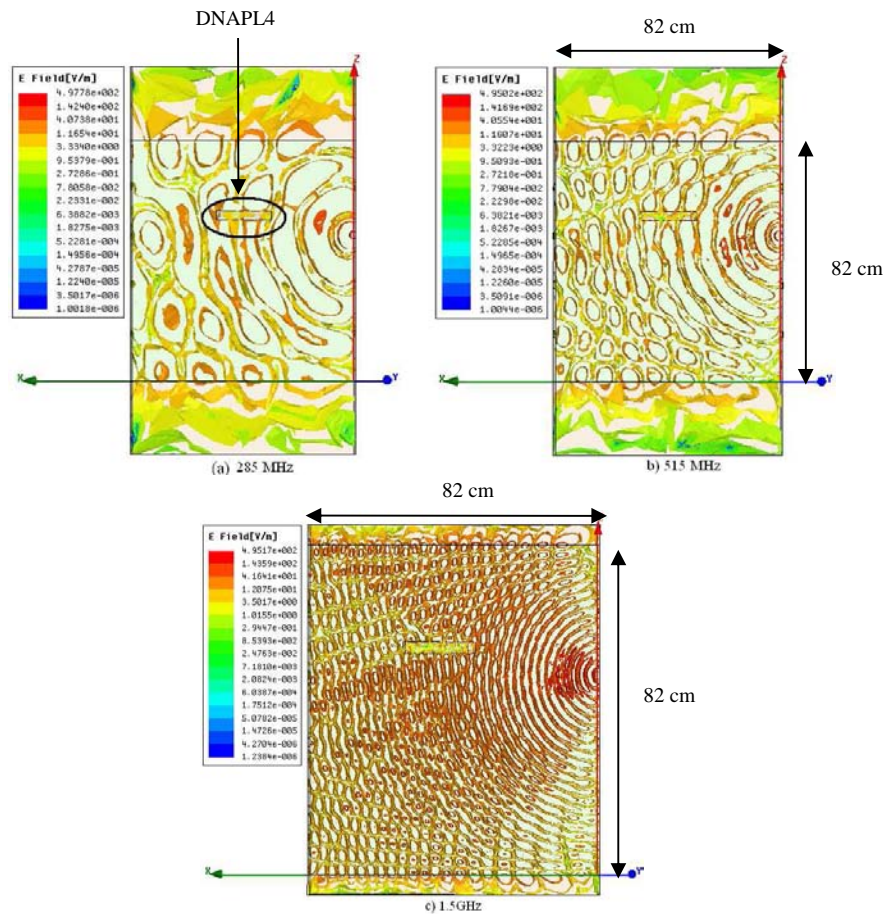 DNAPL4
82 cm
E Field[V/m]
4.9778e+002
1.4240e+002
4.0738e+001
1.1654e+001
3.3340e+000
9.5379e-001
2.7286e-001
7.8058e-002
2.2331e-002
6.3882e-003
1.8275e-003
5.2281e-004
1.4956e-004
4.2787e-005
1.2240e-005
3.5017e-006
1.0018e-006
Z
X
Y
(a) 285 MHz
E Field[V/m]
4.9502e+002
1.4169e+002
4.0554e+001
1.1607e+001
3.3223e+000
9.5093e-001
2.7218e-001
7.7904e-002
2.2298e-002
6.3821e-003
1.8267e-003
5.2285e-004
1.4965e-004
4.2834e-005
1.2260e-005
3.5091e-006
1.0044e-006
Z
82 cm
X
Y
b) 515 MHz
82 cm
E Field[V/m]
4.9517e+002
1.4359e+002
4.1641e+001
1.2075e+001
3.5017e+000
1.0155e+000
2.9447e-001
8.5393e-002
2.4763e-002
7.1810e-003
2.0824e-003
6.0387e-004
1.7512e-004
5.0782e-005
1.4726e-005
4.2704e-006
1.2384e-006
82 cm
X
Y
c) 1.5GHz